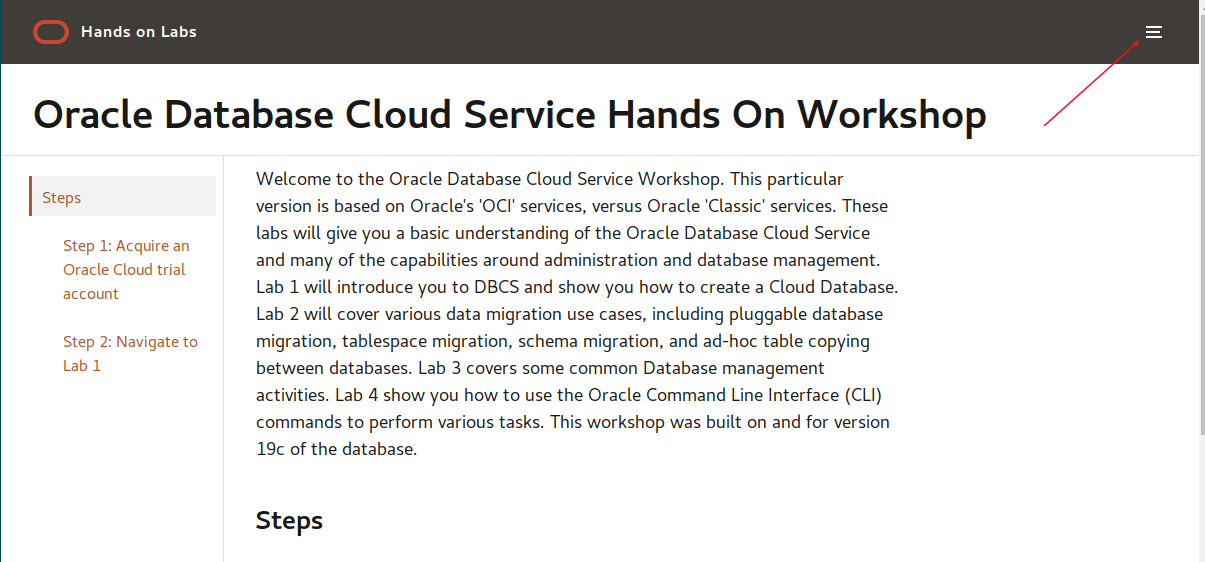 Hands on Labs
Oracle Database Cloud Service Hands On Workshop
Steps
Step 1: Acquire an
Oracle Cloud trial
account
Step 2: Navigate to
Lab 1
Welcome to the Oracle Database Cloud Service Workshop. This particular
version is based on Oracle's 'OCI' services, versus Oracle 'Classic' services. These
labs will give you a basic understanding of the Oracle Database Cloud Service
and many of the capabilities around administration and database management.
Lab 1 will introduce you to DBCS and show you how to create a Cloud Database.
Lab 2 will cover various data migration use cases, including pluggable database
migration, tablespace migration, schema migration, and ad-hoc table copying
between databases. Lab 3 covers some common Database management
activities. Lab 4 show you how to use the Oracle Command Line Interface (CLI)
commands to perform various tasks. This workshop was built on and for version
19c of the database.
Steps